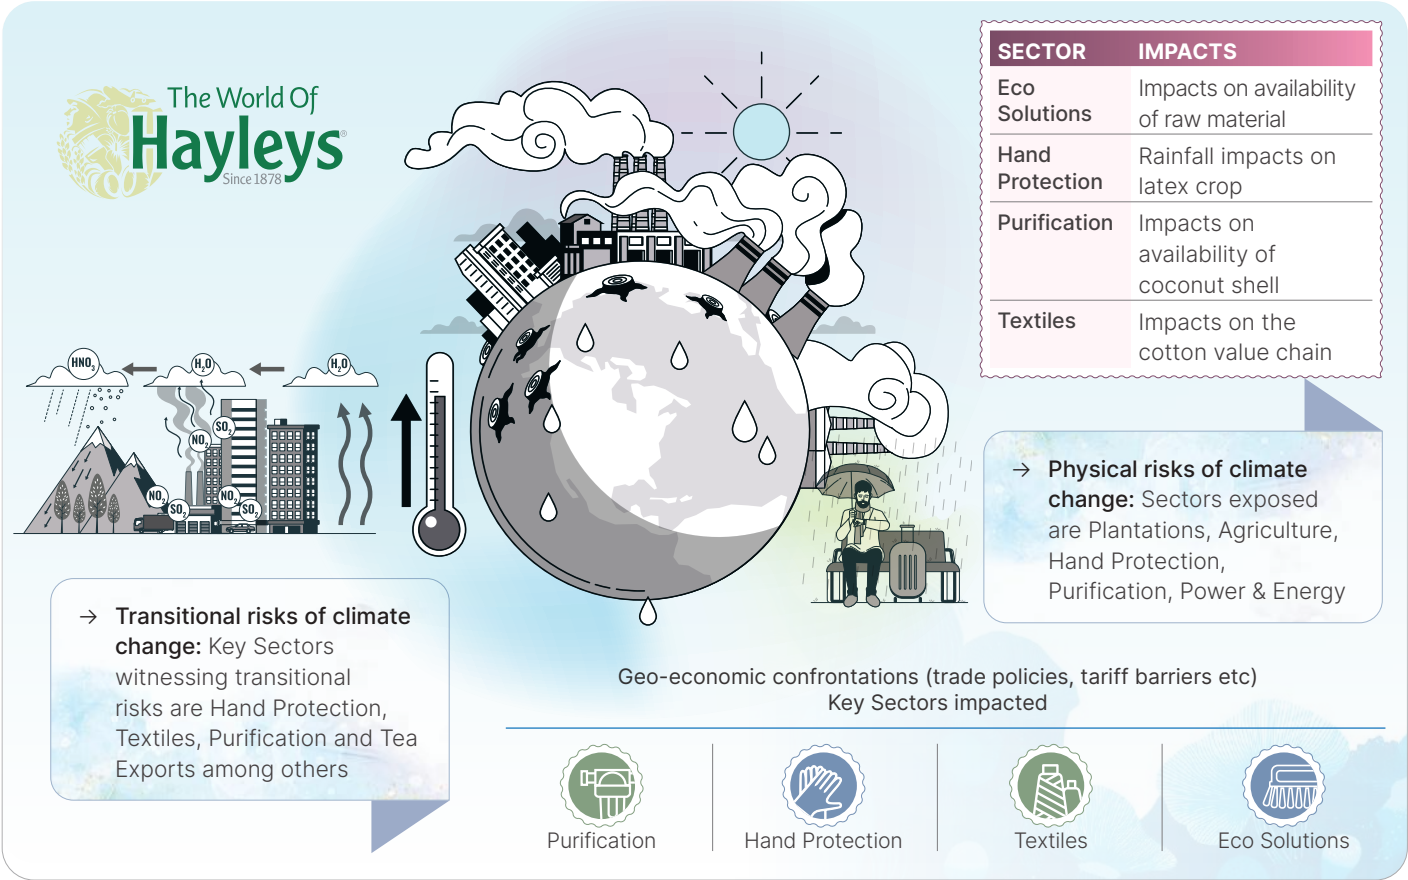 The World Of
Hayleys®
Since 1878
SECTOR IMPACTS
Eco Solutions
Impacts on availability
of raw material
Hand Protection
Rainfall impacts on
latex crop
Purification
Impacts on
availability of
coconut shell
Textiles
Impacts on the
cotton value chain
HNO3
H2O
H2O
SO2
NO2
NO2
SO2
NO2
SO2
→ Physical risks of climate
change: Sectors exposed
are Plantations, Agriculture,
Hand Protection,
Purification, Power & Energy
→ Transitional risks of climate
change: Key Sectors
witnessing transitional
risks are Hand Protection,
Textiles, Purification and Tea
Exports among others
Geo-economic confrontations (trade policies, tariff barriers etc)
Key Sectors impacted
Purification
Hand Protection
Textiles
Eco Solutions